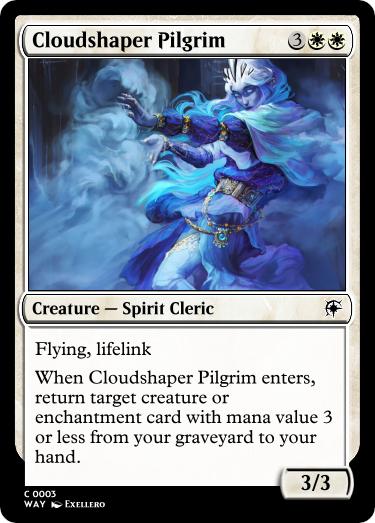 Cloudshaper Pilgrim 3
Creature — Spirit Cleric
Flying, lifelink
When Cloudshaper Pilgrim enters,
return target creature or
enchantment card with mana value 3
or less from your graveyard to your
hand.
3/3
C 0003
WAY Exellero